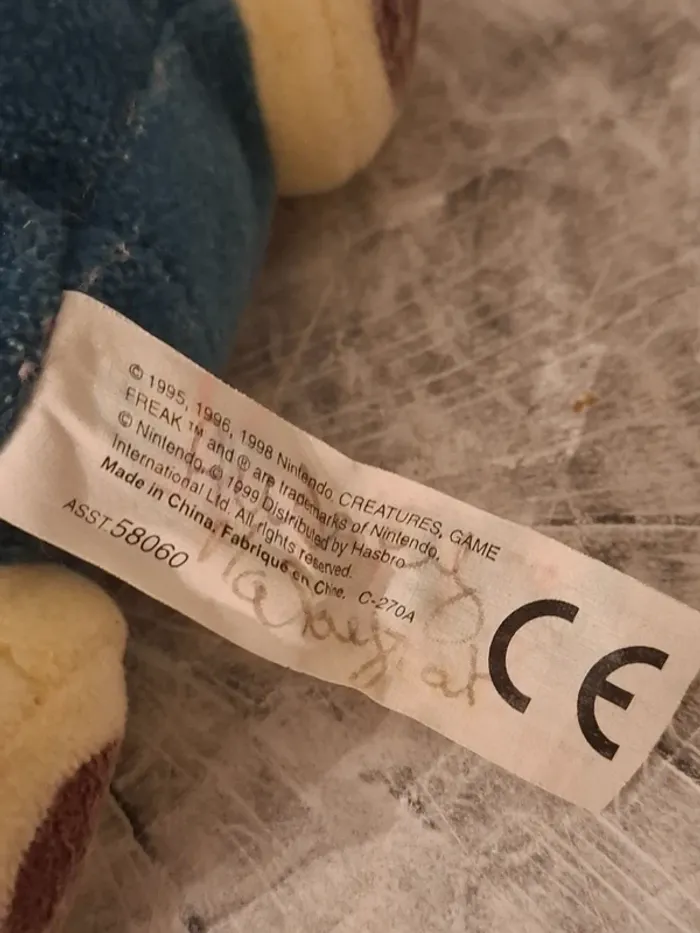 © 1995, 1996, 1998 Nintendo. CREATURES, GAME
FREAK ™ and ® are trademarks of Nintendo.
© Nintendo. © 1999 Distributed by Hasbro
International Ltd. All rights reserved.
Made in China, Fabriqué en Chine. C-270A
ASST.58060
CE